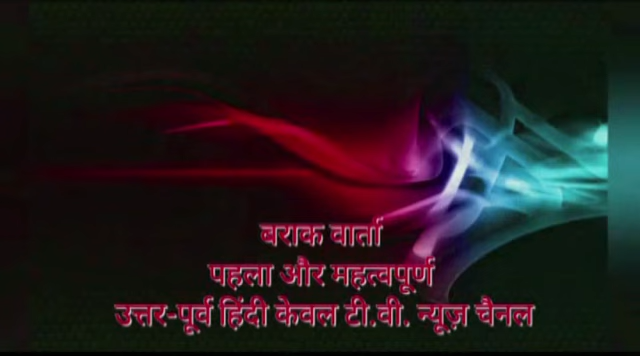 बराक वार्ता
पहला और महत्वपूर्ण
उत्तर-पूर्व हिंदी केवल टी.वी. न्यूज़ चैनल